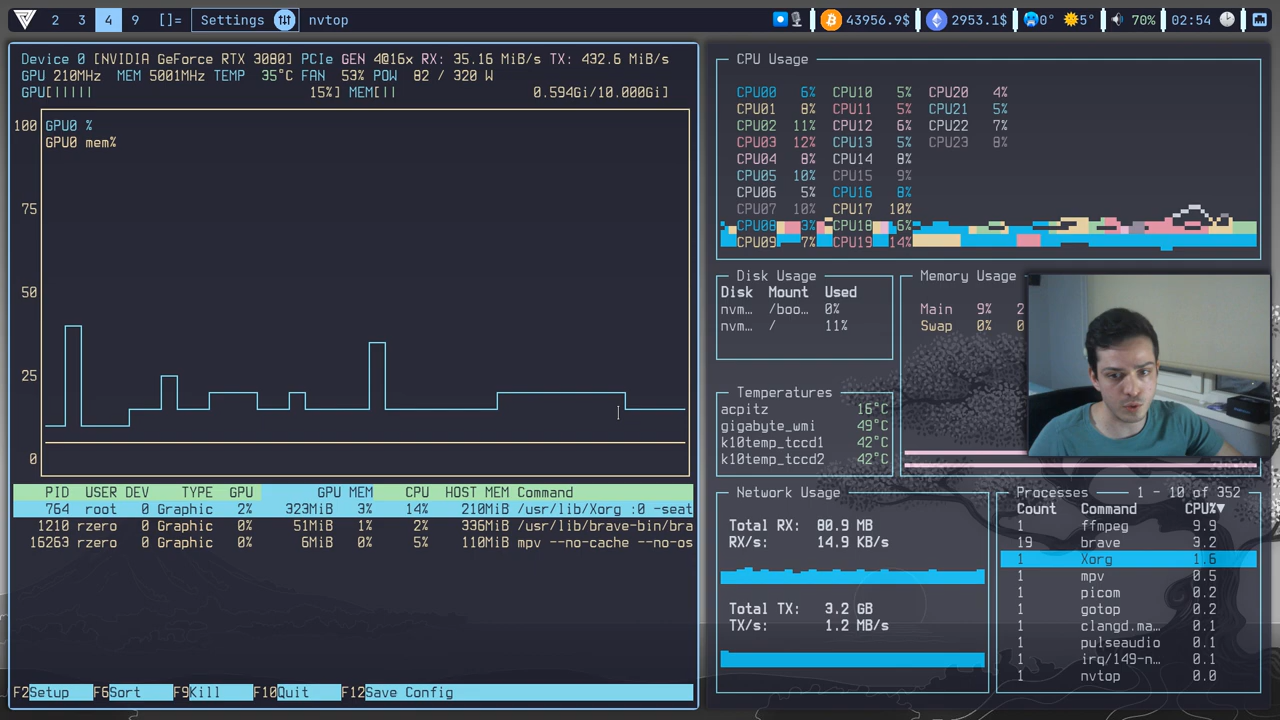 2 3 4 9 []= Settings nvtop 43956.9$ 2953.1$ 0° 5° 70% 02:54
Device 0 [NVIDIA GeForce RTX 3080] PCIe GEN 4@16x RX: 35.16 MiB/s TX: 432.6 MiB/s
GPU 210MHz MEM 5001MHz TEMP 35°C FAN 53% POW 82 / 320 W
GPU[||||| 15%] MEM[|| 0.594Gi/10.000Gi]
100
75
50
25
0
GPU0 %
GPU0 mem%
PID USER DEV TYPE GPU GPU MEM CPU HOST MEM Command
764 root 0 Graphic 2% 323MiB 3% 14% 210MiB /usr/lib/Xorg :0 -seat
1210 rzero 0 Graphic 0% 51MiB 1% 2% 336MiB /usr/lib/brave-bin/bra
16263 rzero 0 Graphic 0% 6MiB 0% 5% 110MiB mpv --no-cache --no-os
F2Setup F6Sort F9Kill F10Quit F12Save Config
CPU Usage
CPU00 6% CPU10 5% CPU20 4%
CPU01 8% CPU11 5% CPU21 5%
CPU02 11% CPU12 6% CPU22 7%
CPU03 12% CPU13 5% CPU23 8%
CPU04 8% CPU14 8%
CPU05 10% CPU15 9%
CPU06 5% CPU16 8%
CPU07 10% CPU17 10%
CPU08 3% CPU18 6%
CPU09 7% CPU19 14%
Disk Usage
Disk Mount Used
nvm… /boo… 0%
nvm… / 11%
Memory Usage
Main 9% 2
Swap 0% 0
Temperatures
acpitz 16°C
gigabyte_wmi 49°C
k10temp_tccd1 42°C
k10temp_tccd2 42°C
Network Usage
Total RX: 80.9 MB
RX/s: 14.9 KB/s
Total TX: 3.2 GB
TX/s: 1.2 MB/s
Processes 1 - 10 of 352
Count Command CPU%▼
1 ffmpeg 9.9
19 brave 3.2
1 Xorg 1.6
1 mpv 0.5
1 picom 0.2
1 gotop 0.2
1 clangd.ma… 0.1
1 pulseaudio 0.1
1 irq/149-n… 0.1
1 nvtop 0.0